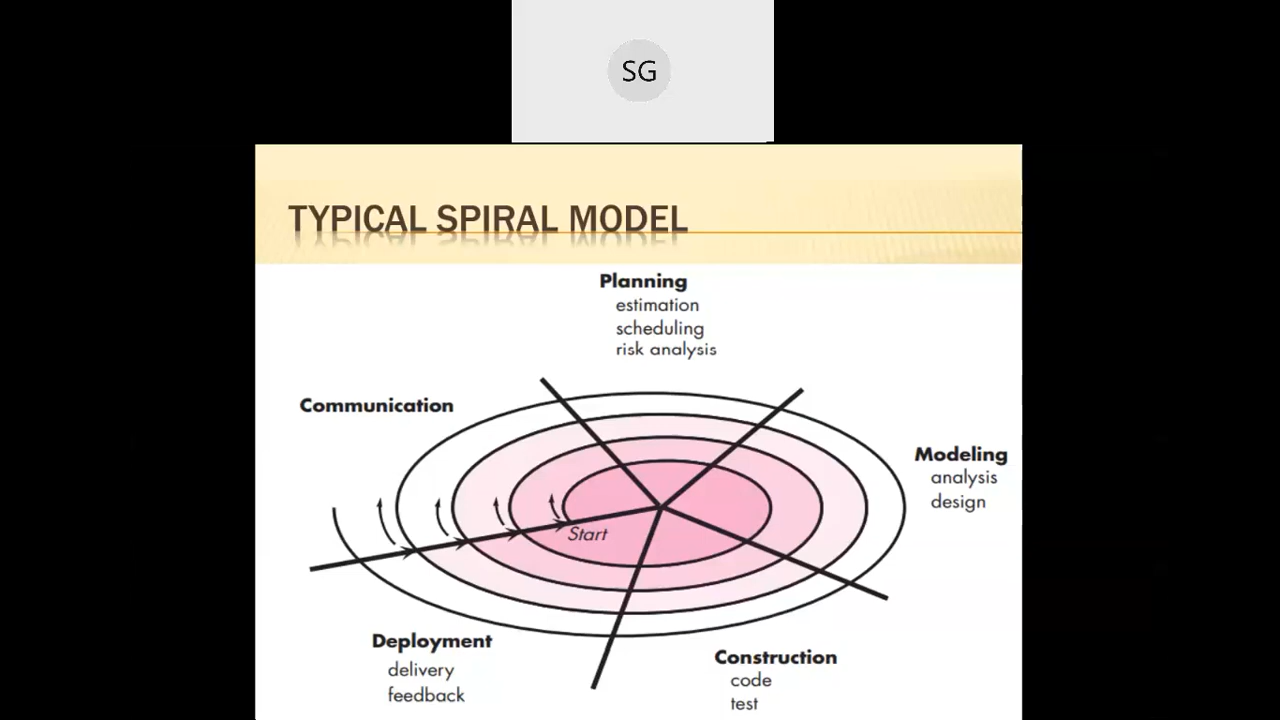 SG
TYPICAL SPIRAL MODEL
Planning
estimation
scheduling
risk analysis
Communication
Modeling
analysis
design
Start
Deployment
delivery
feedback
Construction
code
test